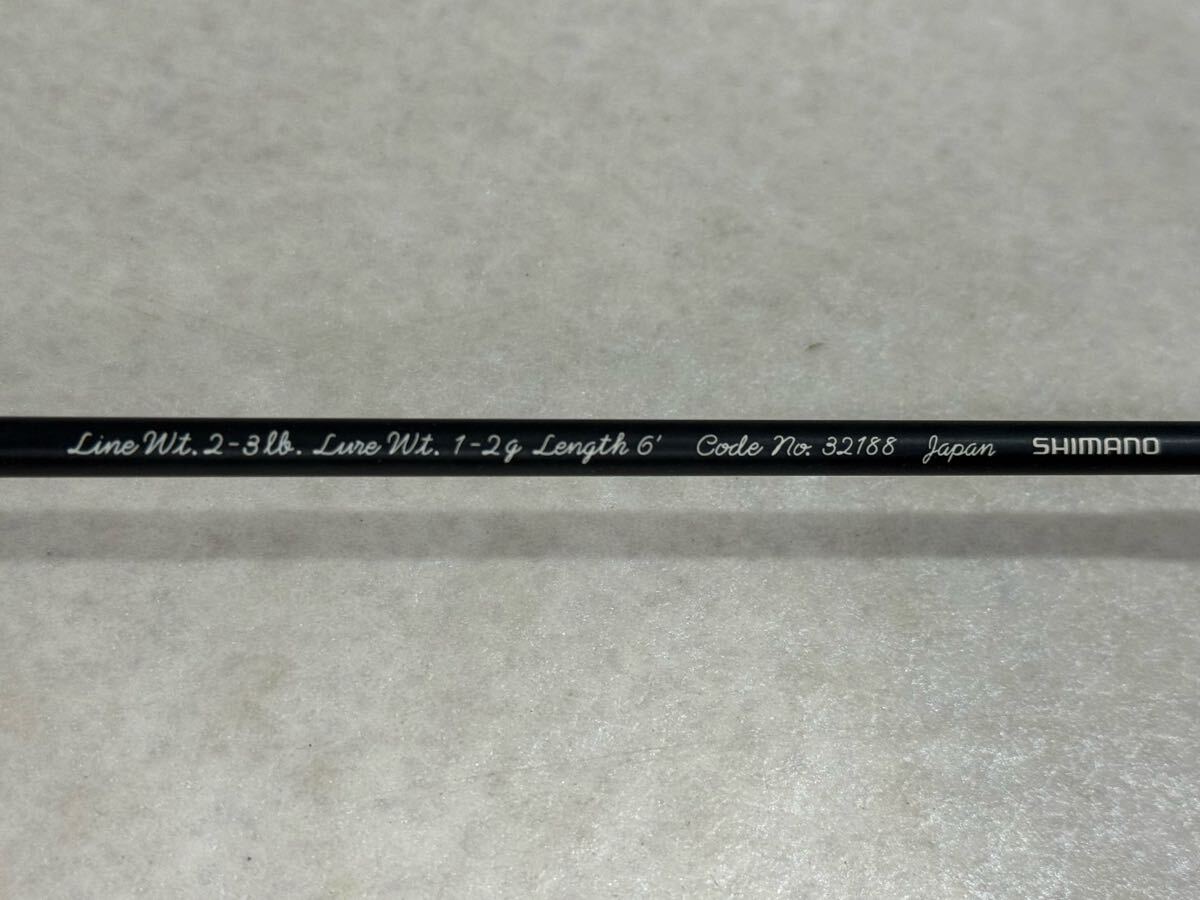 Line Wt. 2-3lb. Lure Wt. 1-2g Length 6' Code No. 32188 Japan SHIMANO